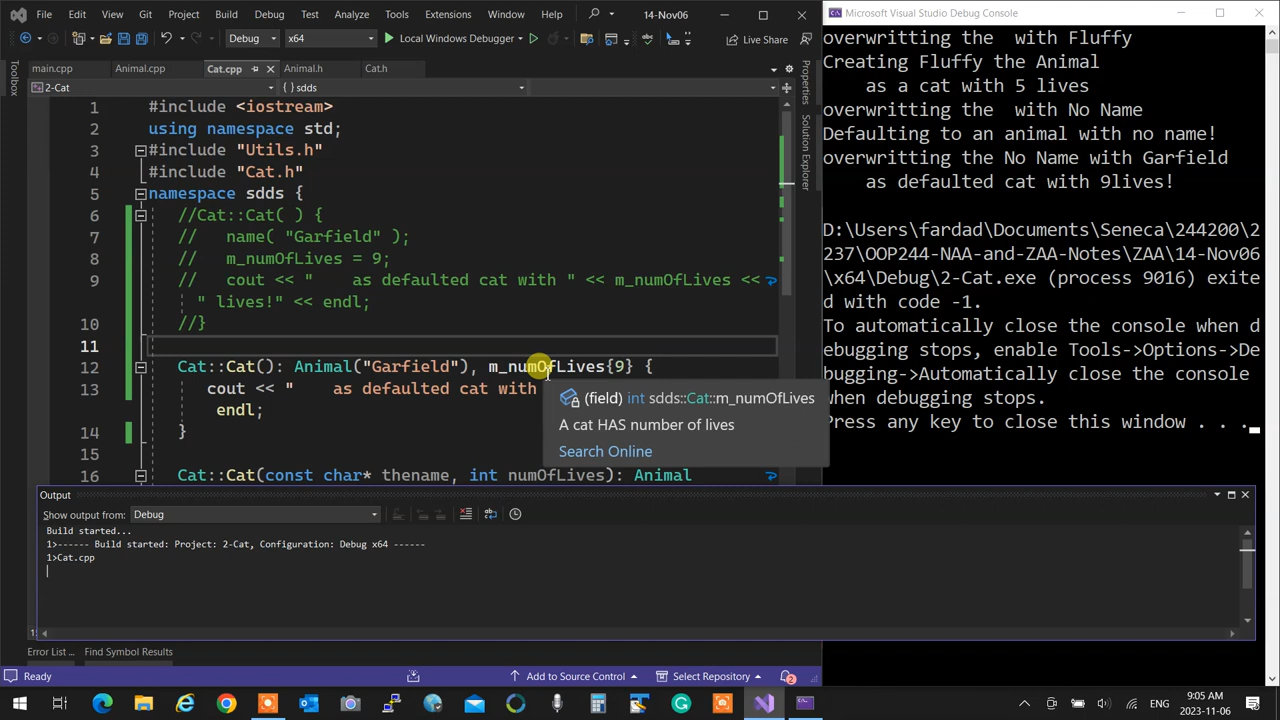 File Edit View Git Project Build Debug Test Analyze Tools Extensions Window Help 14-Nov06
Debug x64 Local Windows Debugger Live Share
main.cpp Animal.cpp Cat.cpp Animal.h Cat.h
2-Cat {} sdds
Toolbox
Properties
Solution Explorer
1 #include <iostream>
2 using namespace std;
3 #include "Utils.h"
4 #include "Cat.h"
5 namespace sdds {
6 //Cat::Cat( ) {
7 // name( "Garfield" );
8 // m_numOfLives = 9;
9 // cout << " as defaulted cat with " << m_numOfLives <<
" lives!" << endl;
10 //}
11
12 Cat::Cat(): Animal("Garfield"), m_numOfLives{9} {
13 cout << " as defaulted cat with
endl;
14 }
15
16 Cat::Cat(const char* thename, int numOfLives): Animal
(field) int sdds::Cat::m_numOfLives
A cat HAS number of lives
Search Online
Output
Show output from: Debug
Build started...
1>------ Build started: Project: 2-Cat, Configuration: Debug x64 ------
1>Cat.cpp
Error List ... Find Symbol Results
Ready Add to Source Control Select Repository 2
Microsoft Visual Studio Debug Console
overwritting the  with Fluffy
Creating Fluffy the Animal
as a cat with 5 lives
overwritting the  with No Name
Defaulting to an animal with no name!
overwritting the No Name with Garfield
as defaulted cat with 9lives!
D:\Users\fardad\Documents\Seneca\244200\2
237\OOP244-NAA-and-ZAA-Notes\ZAA\14-Nov06
\x64\Debug\2-Cat.exe (process 9016) exite
d with code -1.
To automatically close the console when d
ebugging stops, enable Tools->Options->De
bugging->Automatically close the console
when debugging stops.
Press any key to close this window . . .
ENG
9:05 AM
2023-11-06